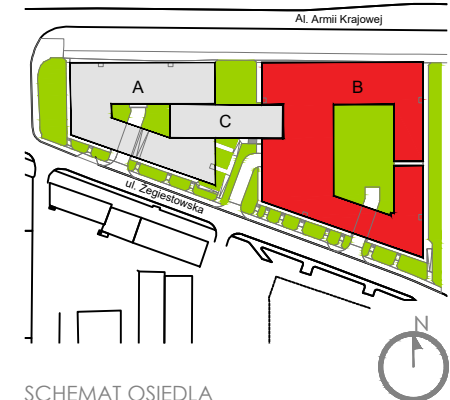 Al. Armii Krajowej
A
B
C
ul. Żegiestowska
N
SCHEMAT OSIEDLA